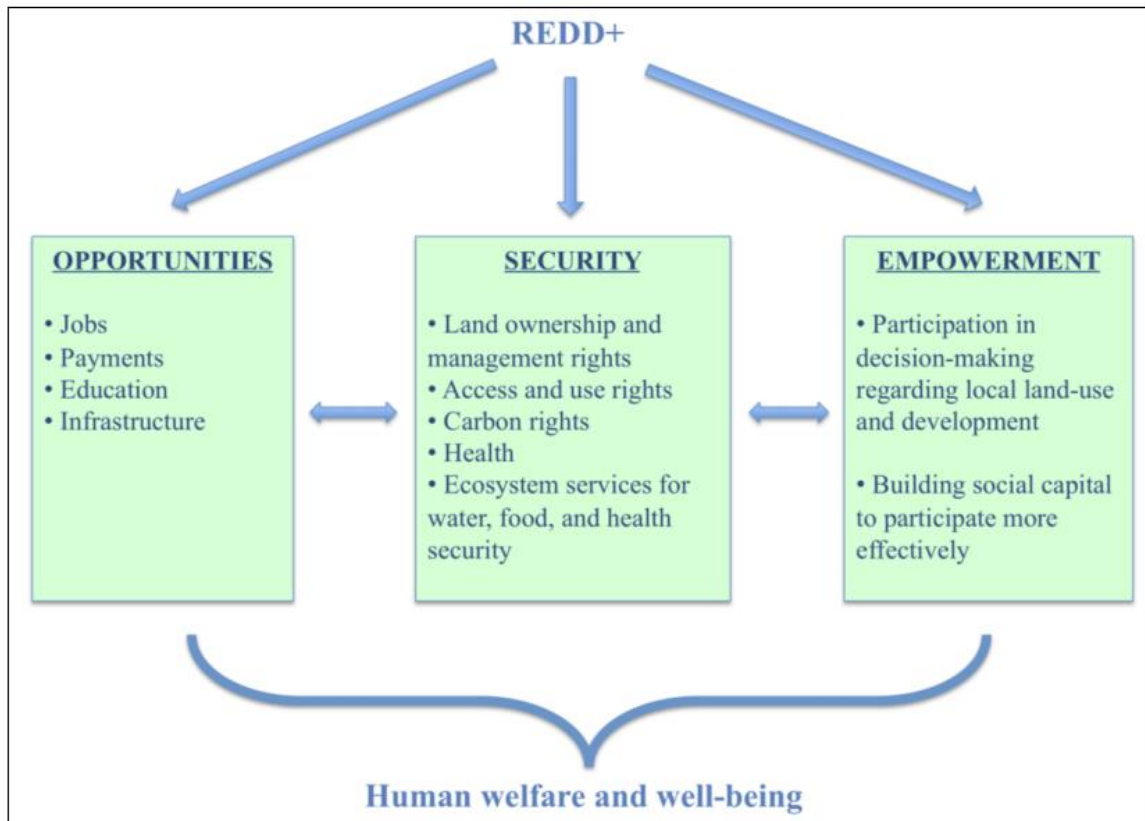 REDD+
OPPORTUNITIES
• Jobs
• Payments
• Education
• Infrastructure
SECURITY
• Land ownership and
management rights
• Access and use rights
• Carbon rights
• Health
• Ecosystem services for
water, food, and health
security
EMPOWERMENT
• Participation in
decision-making
regarding local land-use
and development
• Building social capital
to participate more
effectively
Human welfare and well-being